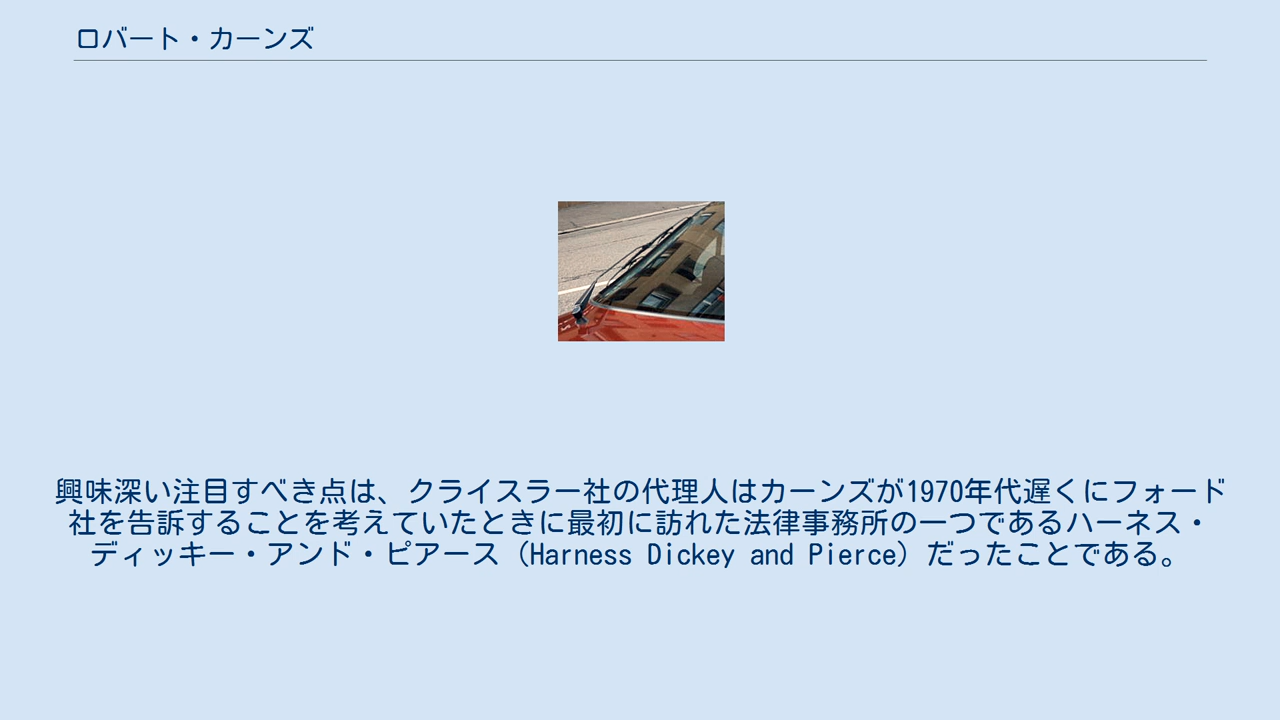 ロバート・カーンズ
興味深い注目すべき点は、クライスラー社の代理人はカーンズが1970年代遅くにフォード
社を告訴することを考えていたときに最初に訪れた法律事務所の一つであるハーネス・
ディッキー・アンド・ピアース（Harness Dickey and Pierce）だったことである。